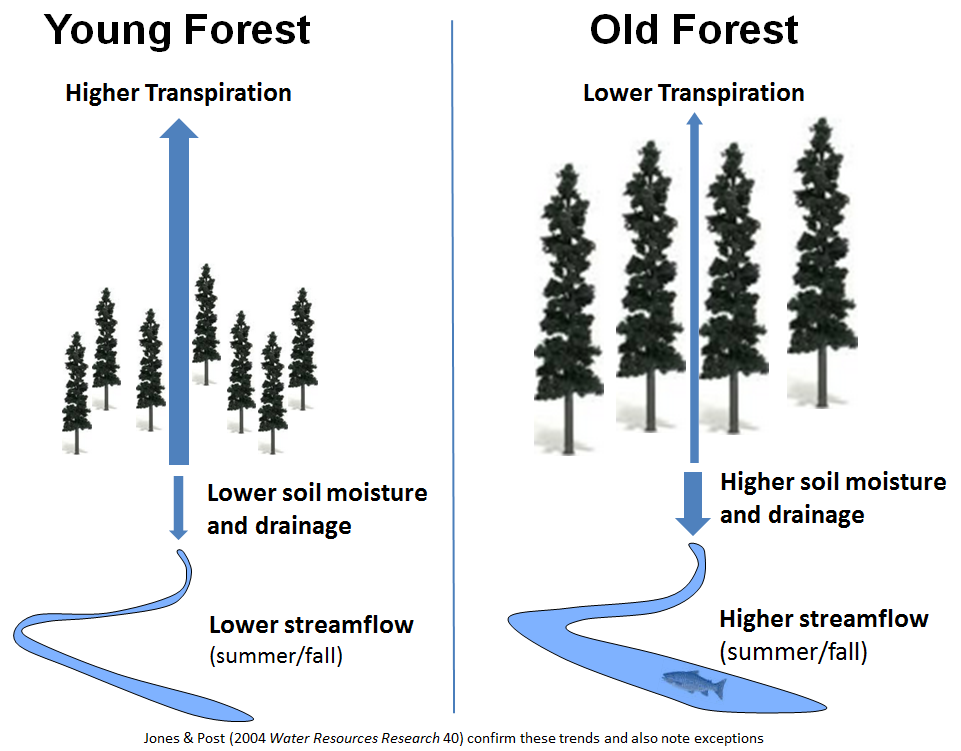 Young Forest
Higher Transpiration
Lower soil moisture
and drainage
Lower streamflow
(summer/fall)
Old Forest
Lower Transpiration
Higher soil moisture
and drainage
Higher streamflow
(summer/fall)
Jones & Post (2004 Water Resources Research 40) confirm these trends and also note exceptions